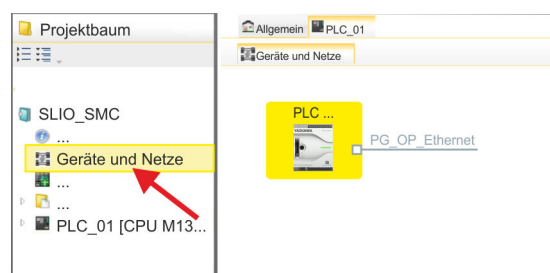 Projektbaum
SLIO_SMC
...
Geräte und Netze
...
...
PLC_01 [CPU M13...
Allgemein PLC_01
Geräte und Netze
PLC ...
YASKAWA
PG_OP_Ethernet